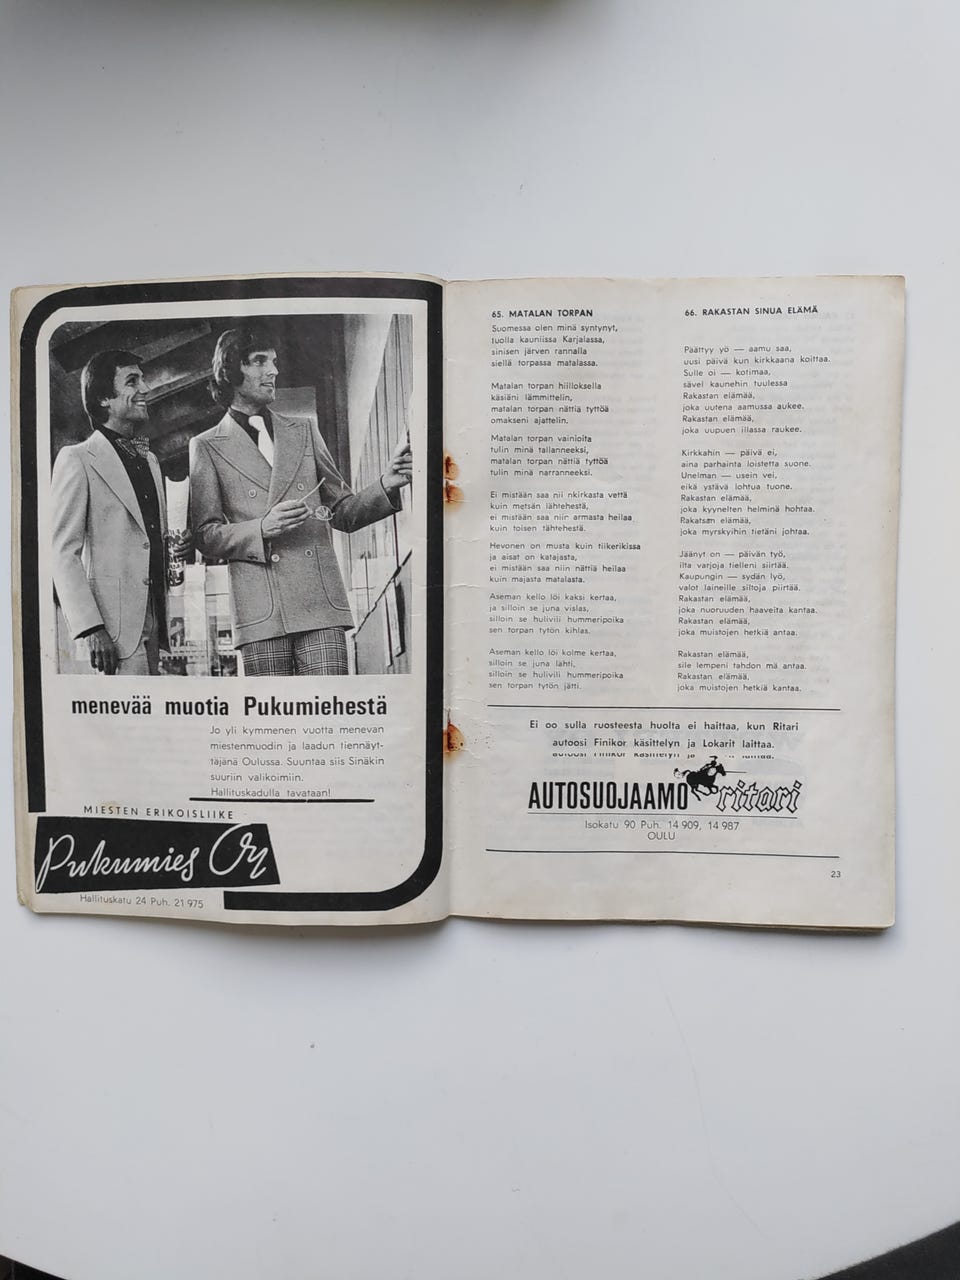 menevää muotia Pukumiehestä
Jo yli kymmenen vuotta menevan
miestenmuodin ja laadun tiennäyt-
täjänä Oulussa. Suuntaa siis Sinäkin
suuriin valikoimiin.
Hallituskadulla tavataan!
MIESTEN ERIKOISLIIKE
Pukumies Oy
Hallituskatu 24 Puh. 21 975
65. MATALAN TORPAN
Suomessa olen minä syntynyt,
tuolla kauniissa Karjalassa,
sinisen järven rannalla
siellä torpassa matalassa.
Matalan torpan hiilloksella
käsiäni lämmittelin,
matalan torpan nättiä tyttöä
omakseni ajattelin.
Matalan torpan vainioita
tulin minä tallanneeksi,
matalan torpan nättiä tyttöä
tulin minä narranneeksi.
Ei mistään saa nii nkirkasta vettä
kuin metsän lähtehestä,
ei mistään saa niin armasta heilaa
kuin toisen tähtehestä.
Hevonen on musta kuin tiikerikissa
ja aisat on katajasta,
ei mistään saa niin nättiä heilaa
kuin majasta matalasta.
Aseman kello löi kaksi kertaa,
ja silloin se juna vislas,
silloin se hulivili hummeripoika
sen torpan tytön kihlas.
Aseman kello löi kolme kertaa,
silloin se juna lähti,
silloin se hulivili hummeripoika
sen torpan tytön jätti.
66. RAKASTAN SINUA ELÄMÄ
Päättyy yö — aamu saa,
uusi päivä kun kirkkaana koittaa.
Sulle oi — kotimaa,
sävel kaunehin tuulessa
Rakastan elämää,
joka uutena aamussa aukee.
Rakastan elämää,
joka uupuen illassa raukee.
Kirkkahin — päivä ei,
aina parhainta loistetta suone.
Unelman — usein vei,
eikä ystävä lohtua tuone.
Rakastan elämää,
joka kyynelten helminä hohtaa.
Rakatsan elämää,
joka myrskyihin tietäni johtaa.
Jäänyt on — päivän työ,
ilta varjoja tielleni siirtää.
Kaupungin — sydän lyö,
valot laineille siltoja piirtää.
Rakastan elämää,
joka nuoruuden haaveita kantaa.
Rakastan elämää,
joka muistojen hetkiä antaa.
Rakastan elämää,
sile lempeni tahdon mä antaa.
Rakastan elämää,
joka muistojen hetkiä kantaa.
Ei oo sulla ruosteesta huolta ei haittaa, kun Ritari
autoosi Finikor käsittelyn ja Lokarit laittaa.
AUTOSUOJAAMO ritari
Isokatu 90 Puh. 14 909, 14 987
OULU
23